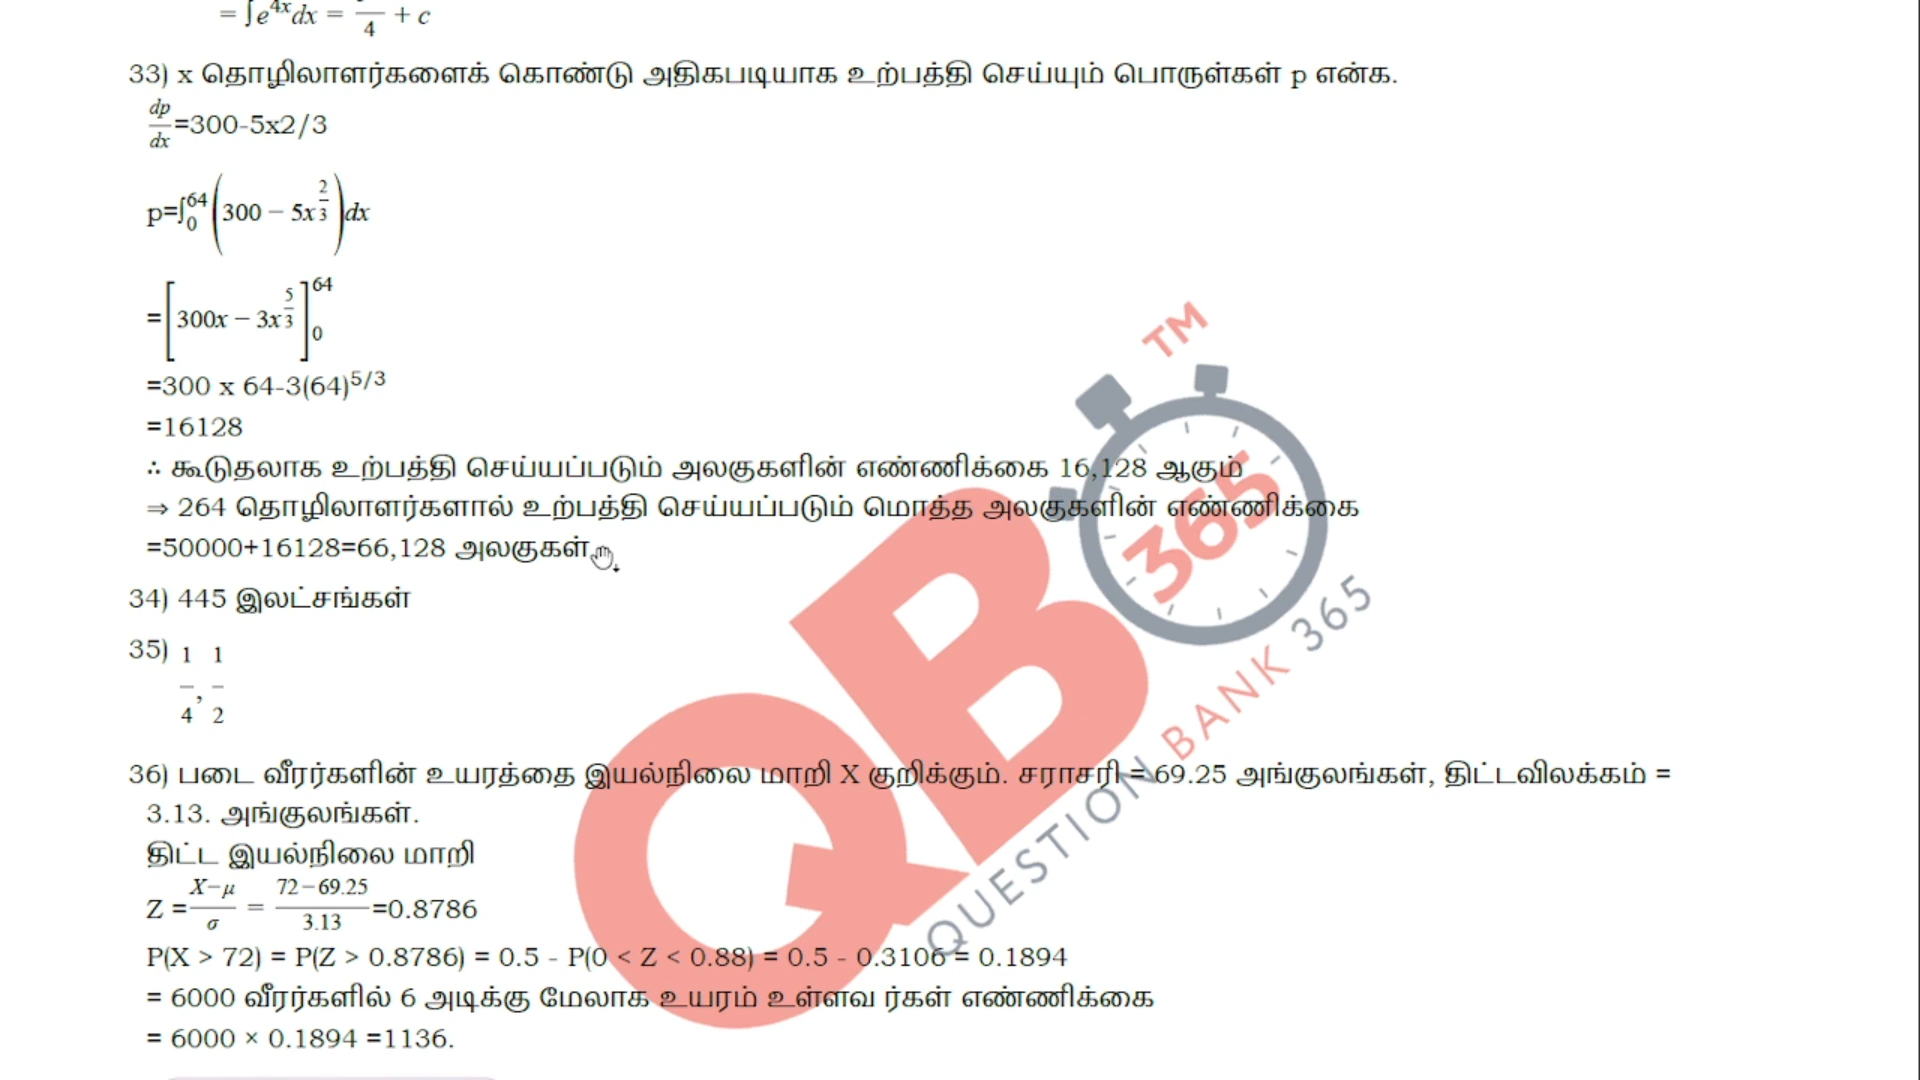 = ∫e^4x dx = /4 + c
33) x தொழிலாளர்களைக் கொண்டு அதிகபடியாக உற்பத்தி செய்யும் பொருள்கள் p என்க.
dp/dx=300-5x2/3
p=∫₀^64 (300 − 5x^(2/3))dx
=[300x − 3x^(5/3)]₀^64
=300 x 64-3(64)^5/3
=16128
∴ கூடுதலாக உற்பத்தி செய்யப்படும் அலகுகளின் எண்ணிக்கை 16,128 ஆகும்
⇒ 264 தொழிலாளர்களால் உற்பத்தி செய்யப்படும் மொத்த அலகுகளின் எண்ணிக்கை
=50000+16128=66,128 அலகுகள்
34) 445 இலட்சங்கள்
35) 1/4, 1/2
36) படை வீரர்களின் உயரத்தை இயல்நிலை மாறி X குறிக்கும். சராசரி = 69.25 அங்குலங்கள், திட்டவிலக்கம் =
3.13. அங்குலங்கள்.
திட்ட இயல்நிலை மாறி
Z = X−μ/σ = 72−69.25/3.13 =0.8786
P(X > 72) = P(Z > 0.8786) = 0.5 - P(0 < Z < 0.88) = 0.5 - 0.3106 = 0.1894
= 6000 வீரர்களில் 6 அடிக்கு மேலாக உயரம் உள்ளவ ர்கள் எண்ணிக்கை
= 6000 × 0.1894 =1136.
QB
365
TM
QUESTION BANK 365